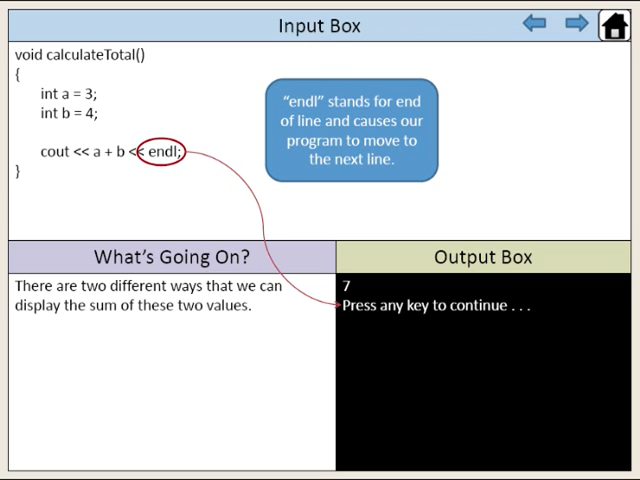 Input Box
void calculateTotal()
{
int a = 3;
int b = 4;
cout << a + b << endl;
}
“endl” stands for end
of line and causes our
program to move to
the next line.
What’s Going On?
There are two different ways that we can
display the sum of these two values.
Output Box
7
Press any key to continue . . .